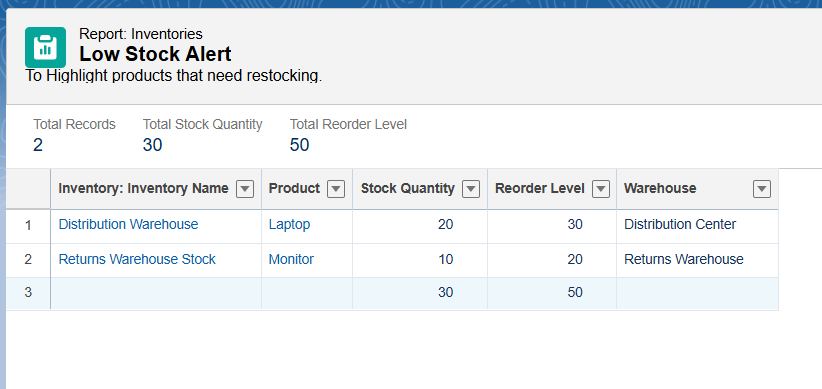 Report: Inventories
Low Stock Alert
To Highlight products that need restocking.
Total Records Total Stock Quantity Total Reorder Level
2 30 50
Inventory: Inventory Name Product Stock Quantity Reorder Level Warehouse
1 Distribution Warehouse Laptop 20 30 Distribution Center
2 Returns Warehouse Stock Monitor 10 20 Returns Warehouse
3 30 50